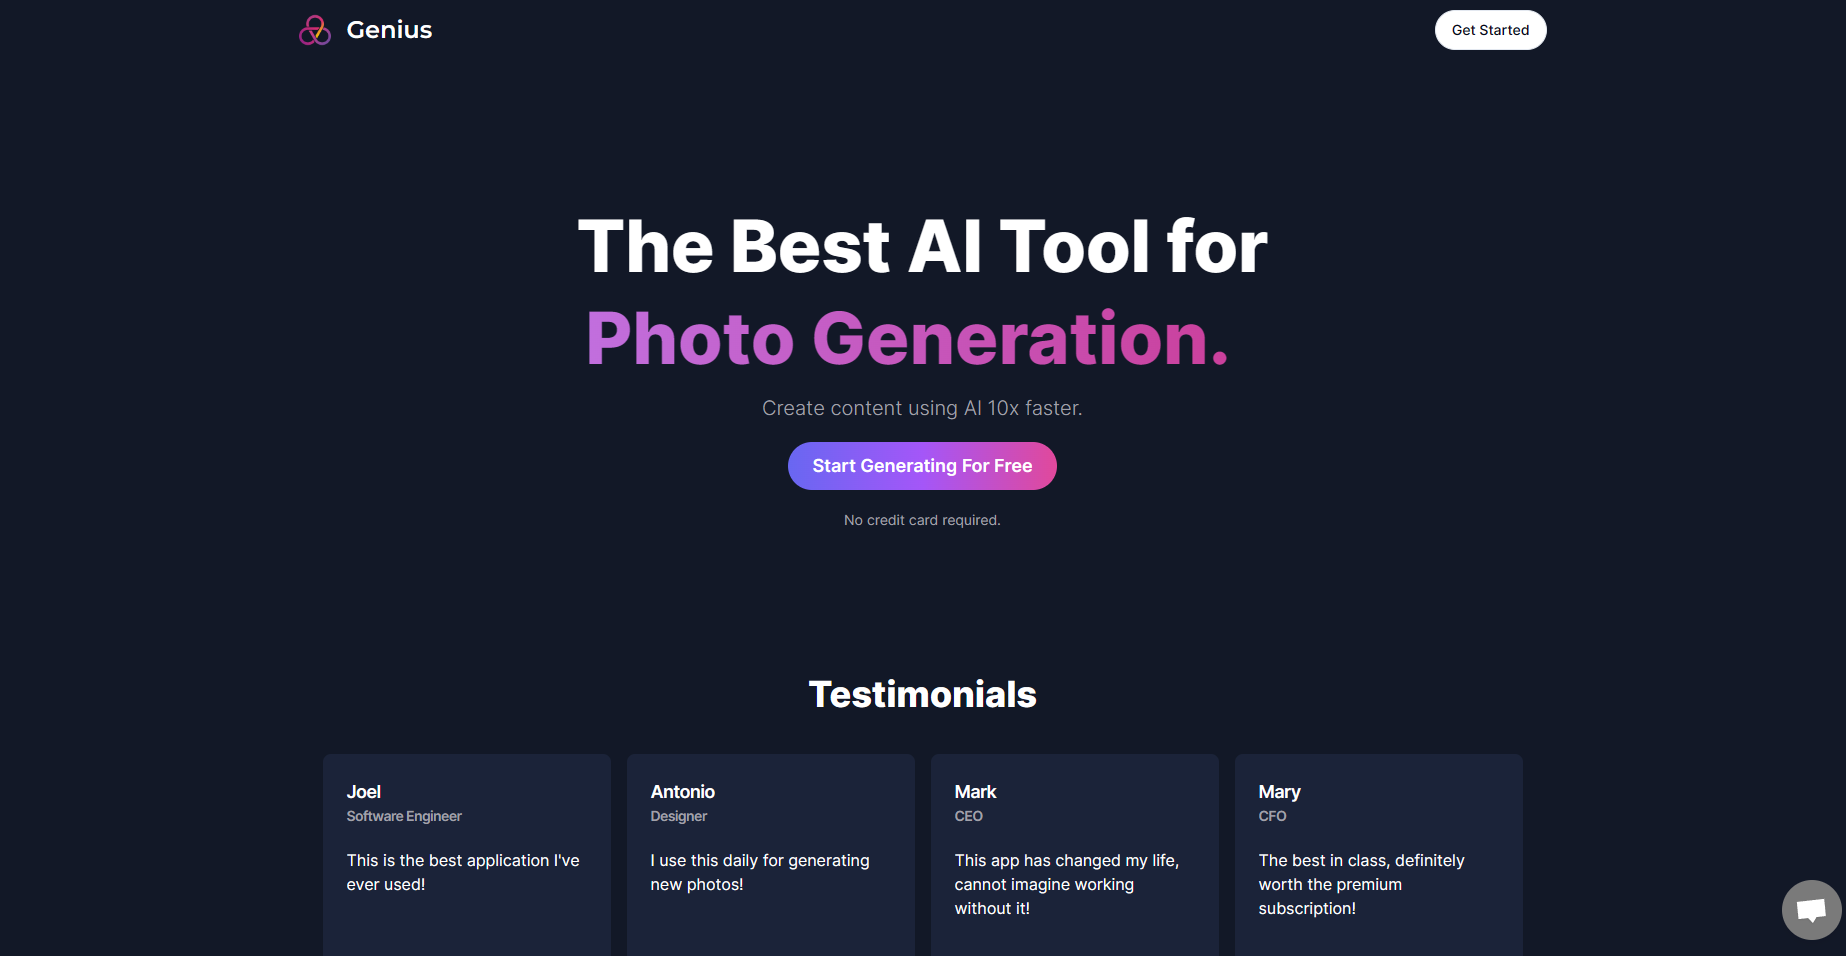 Genius
Get Started
The Best AI Tool for
Photo Generation.
Create content using AI 10x faster.
Start Generating For Free
No credit card required.
Testimonials
Joel
Software Engineer
This is the best application I've
ever used!
Antonio
Designer
I use this daily for generating
new photos!
Mark
CEO
This app has changed my life,
cannot imagine working
without it!
Mary
CFO
The best in class, definitely
worth the premium
subscription!